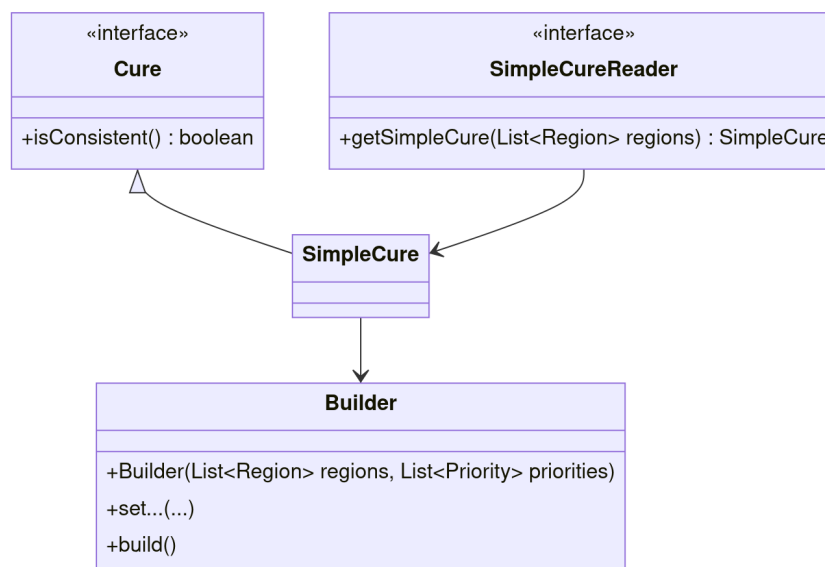 «interface»
Cure
+isConsistent() : boolean
«interface»
SimpleCureReader
+getSimpleCure(List<Region> regions) : SimpleCure
SimpleCure
Builder
+Builder(List<Region> regions, List<Priority> priorities)
+set...(...)
+build()